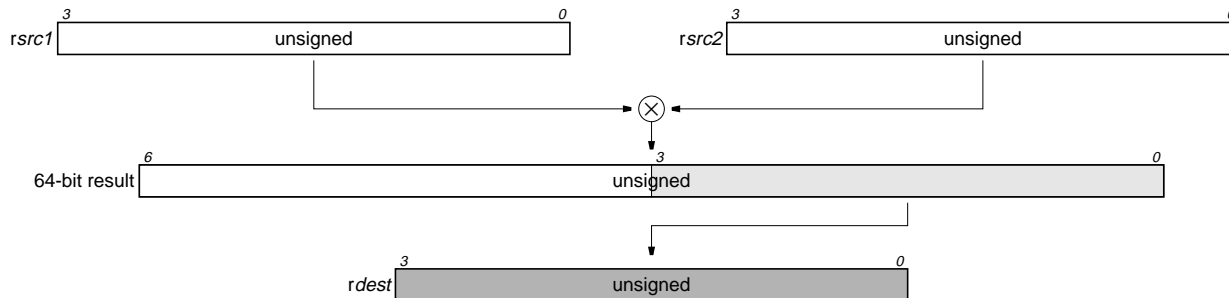 3 0 3 0
rsrc1 unsigned rsrc2 unsigned
6 3 0
64-bit result unsigned
3 0
rdest unsigned